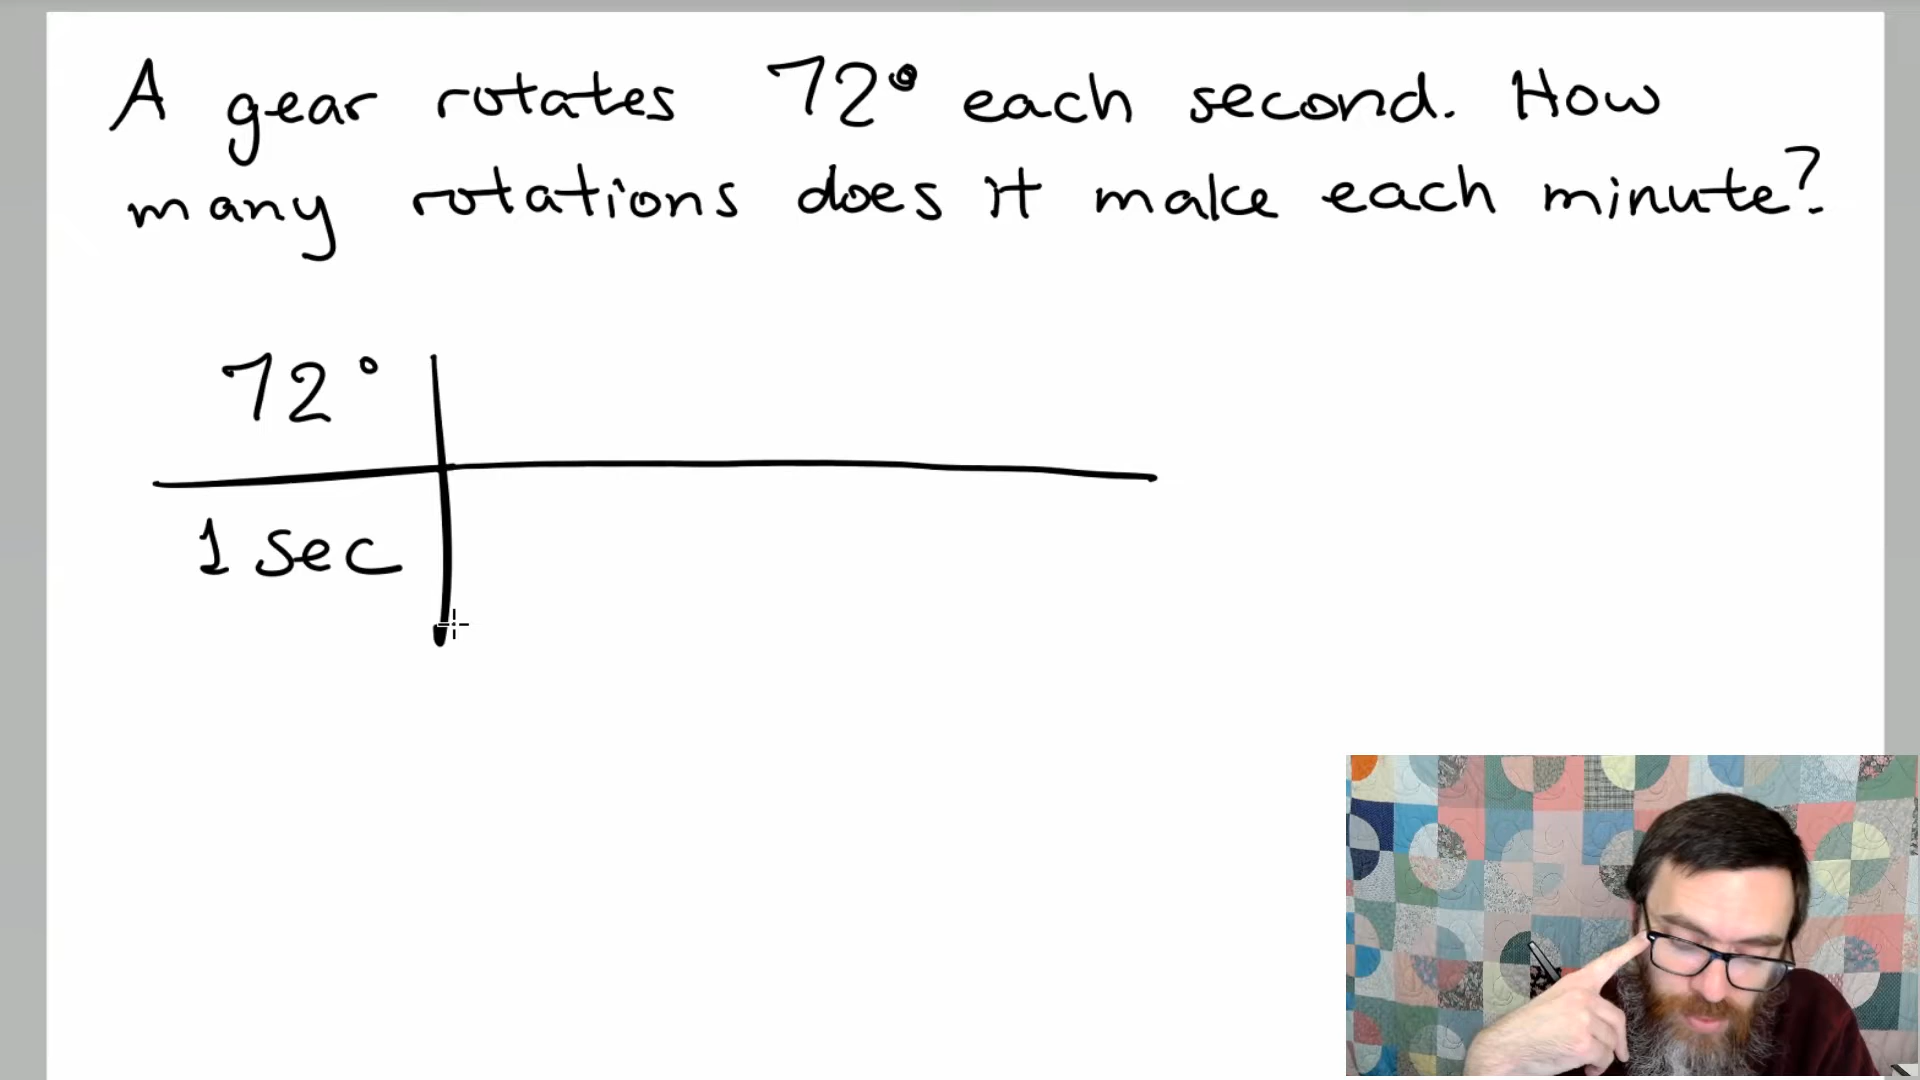 A gear rotates 72° each second. How
many rotations does it make each minute?
72°
1 sec